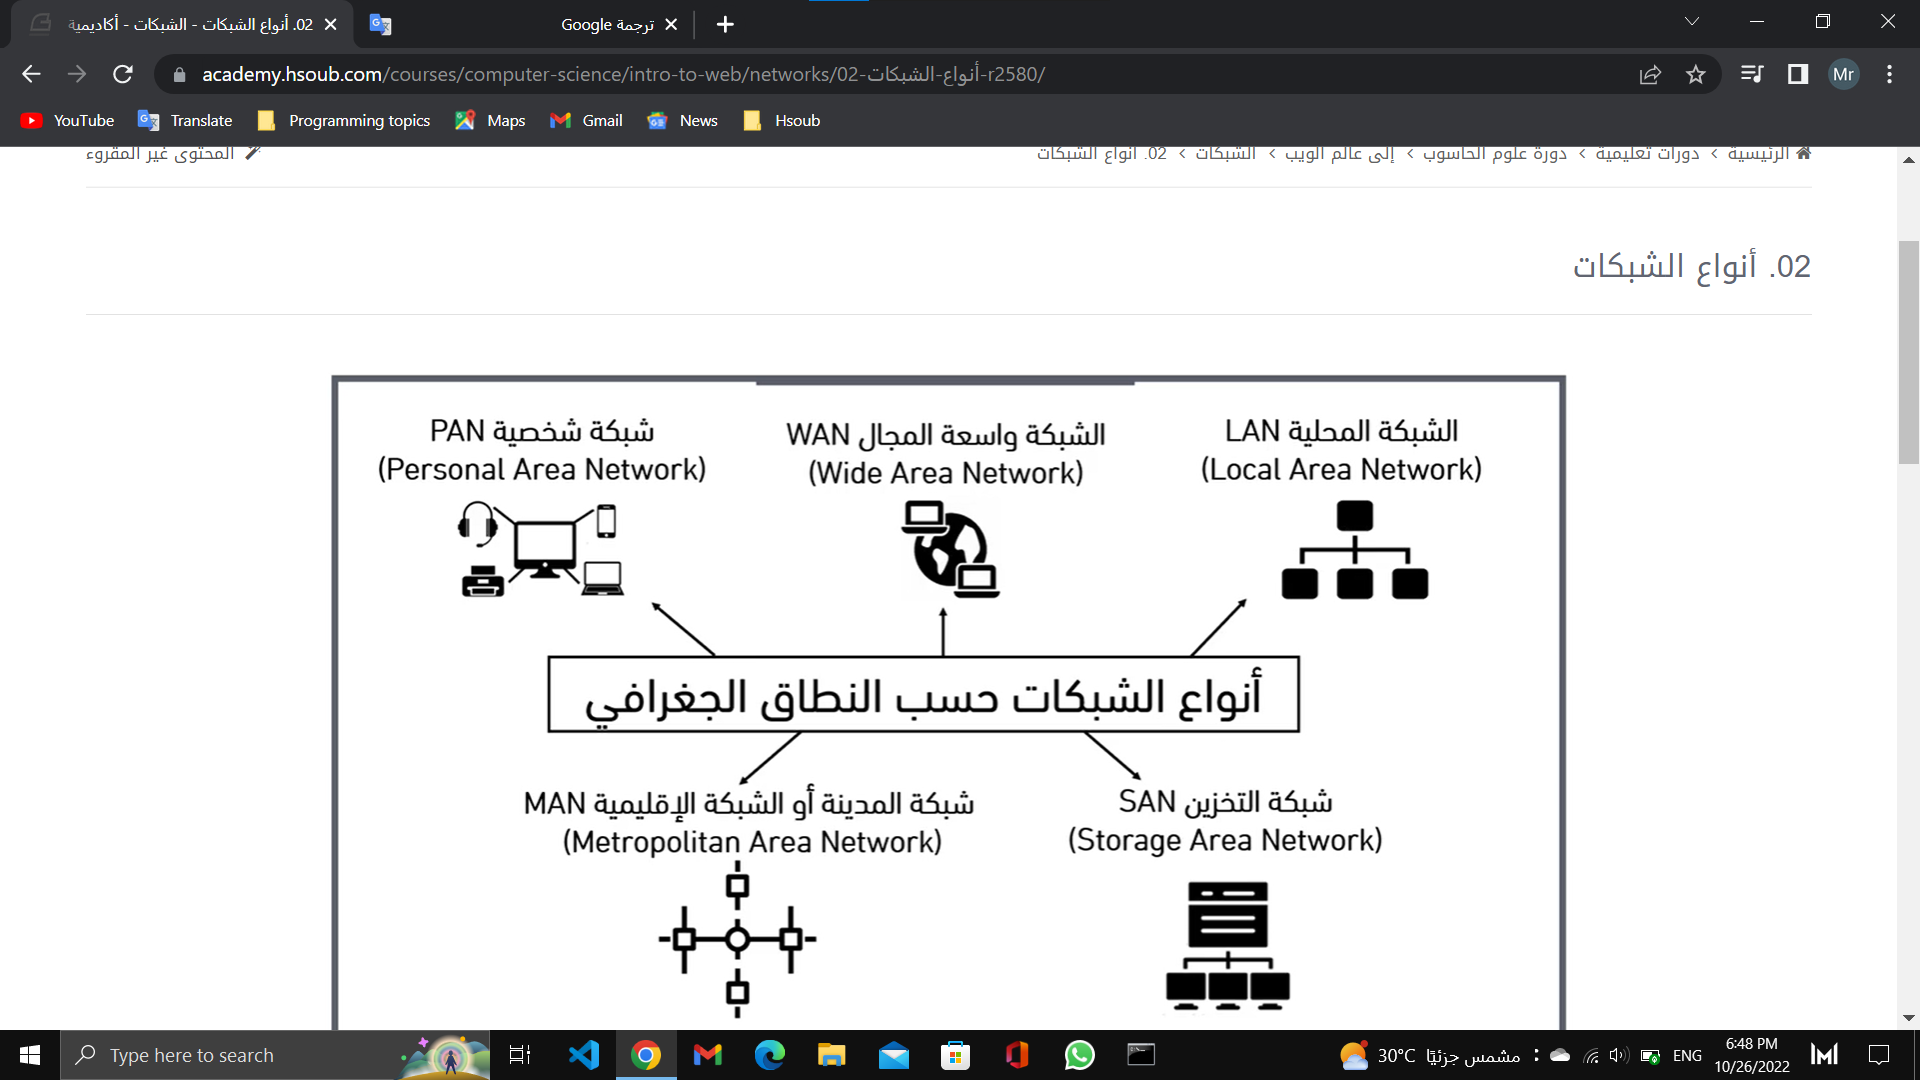 02. أنواع الشبكات - الشبكات - أكاديمية
ترجمة Google
academy.hsoub.com/courses/computer-science/intro-to-web/networks/02-أنواع-الشبكات-r2580/
Mr
YouTube
Translate
Programming topics
Maps
Gmail
News
Hsoub
الرئيسية > دورات تعليمية > دورة علوم الحاسوب > إلى عالم الويب > الشبكات > 02. أنواع الشبكات
المحتوى غير المقروء
02. أنواع الشبكات
الشبكة المحلية LAN
(Local Area Network)
الشبكة واسعة المجال WAN
(Wide Area Network)
شبكة شخصية PAN
(Personal Area Network)
أنواع الشبكات حسب النطاق الجغرافي
شبكة التخزين SAN
(Storage Area Network)
شبكة المدينة أو الشبكة الإقليمية MAN
(Metropolitan Area Network)
Type here to search
30°C مشمس جزئيًا
ENG
6:48 PM
10/26/2022